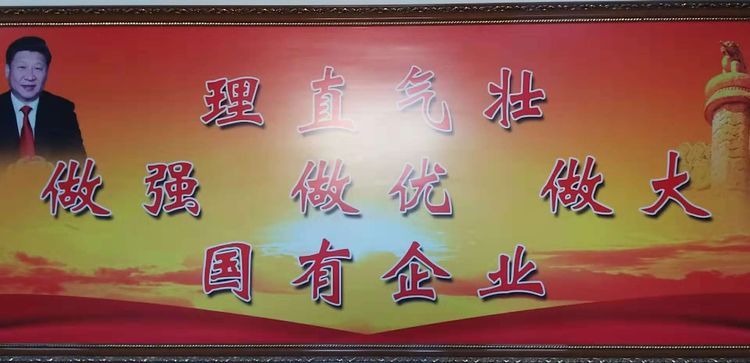 理直气壮
做强 做优 做大
国有企业